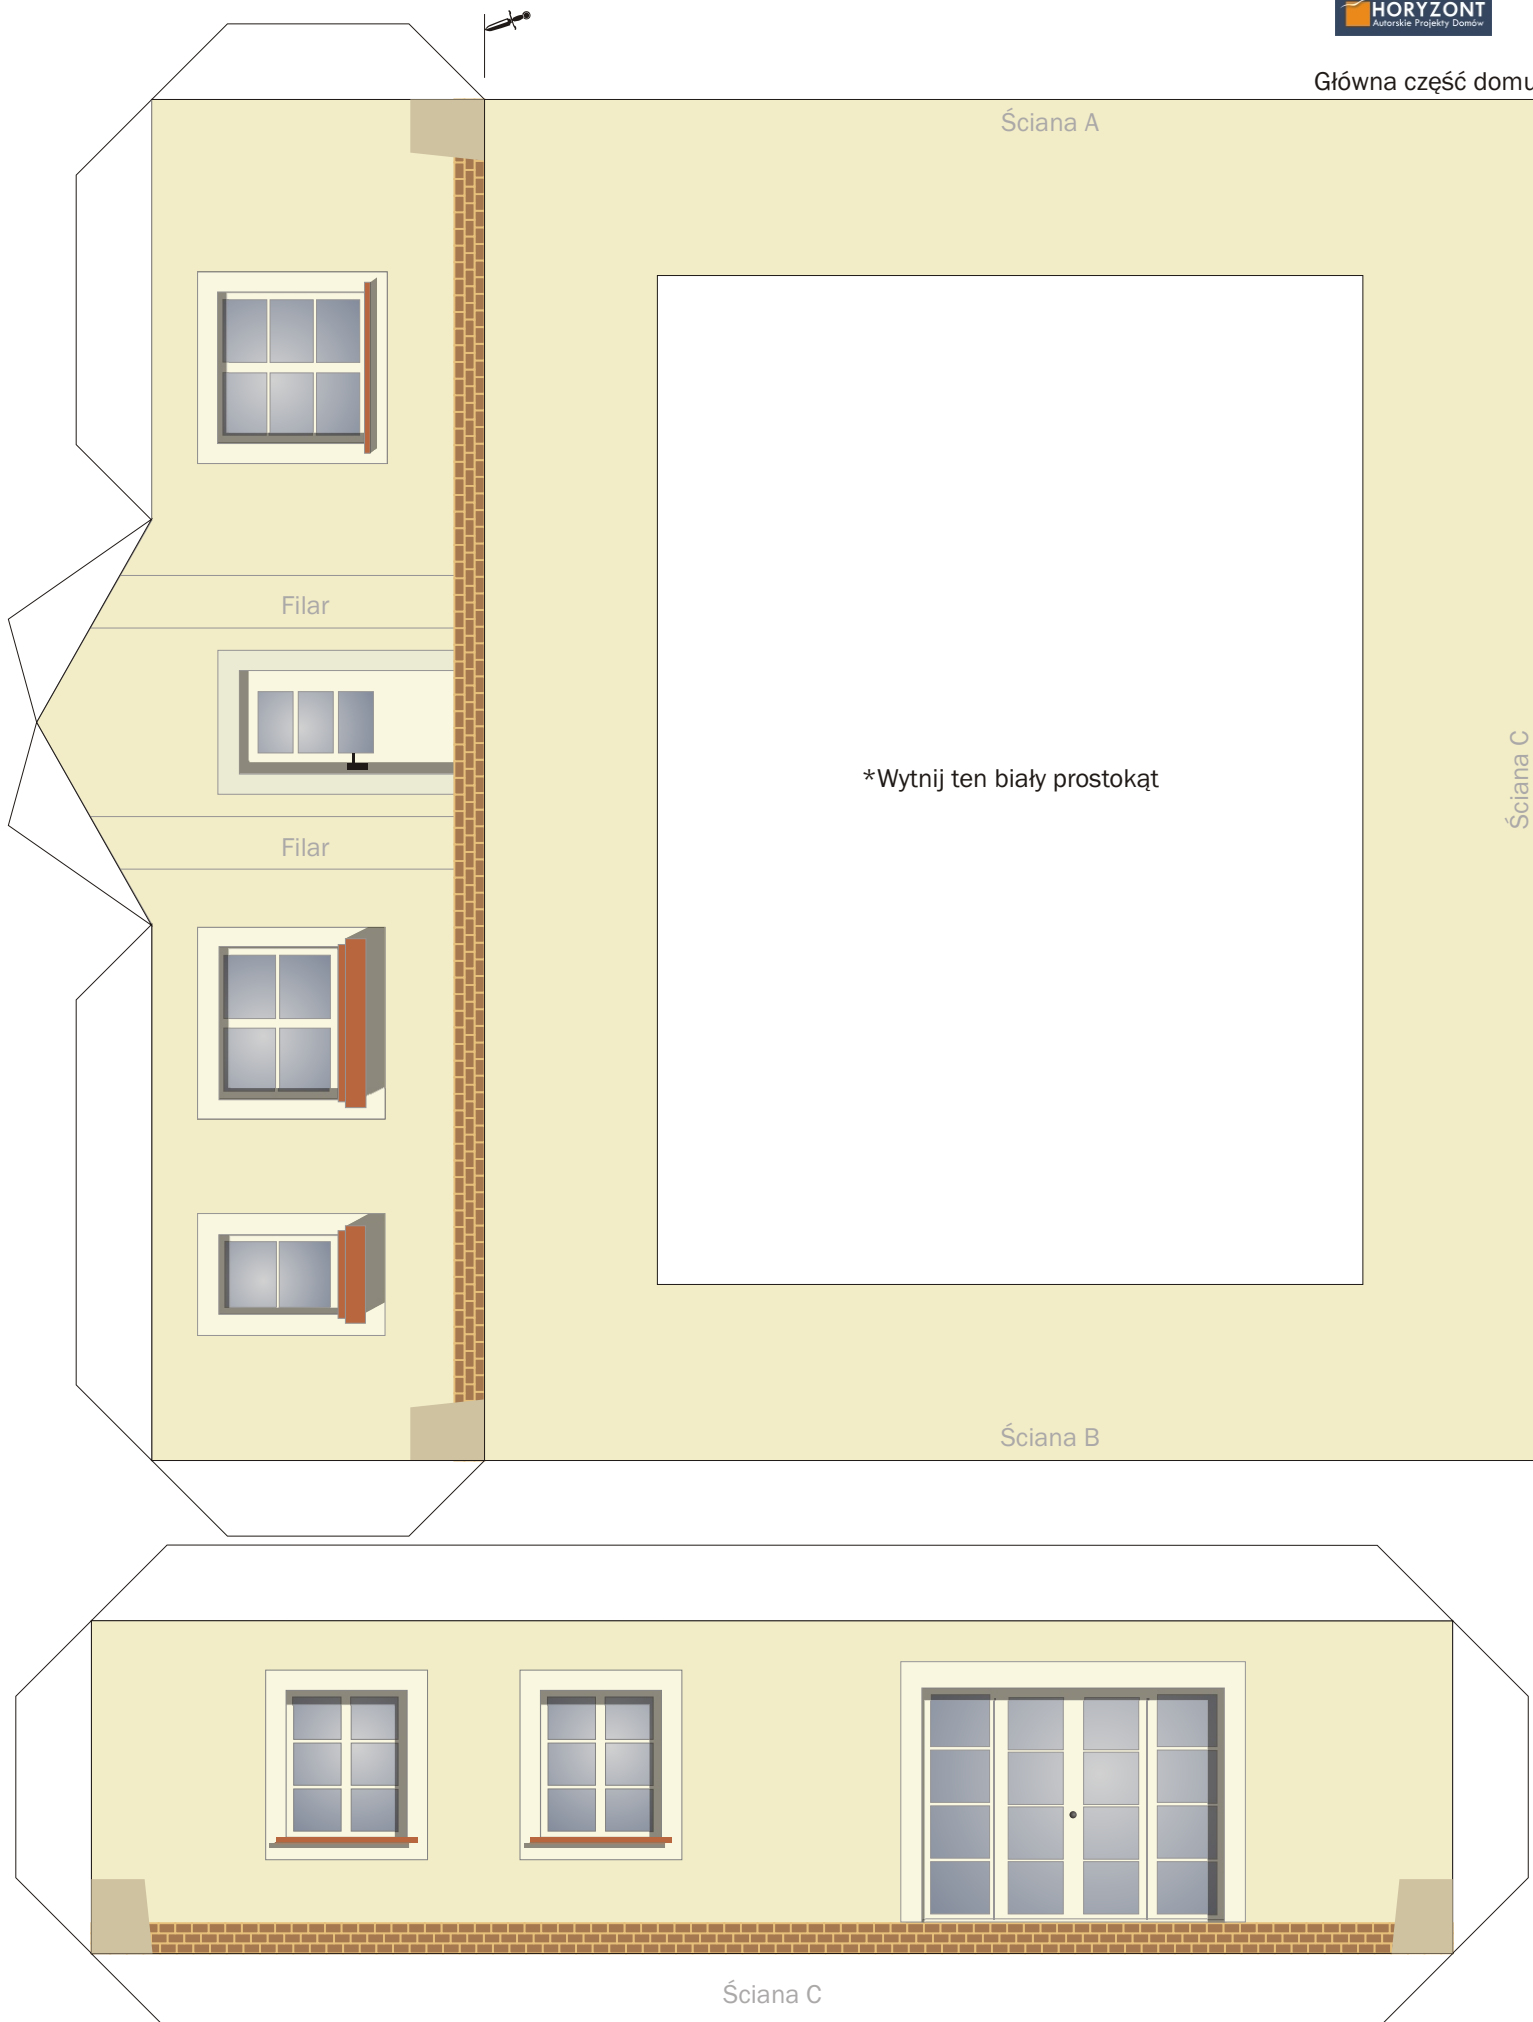 HORYZONT
Autorskie Projekty Domów
Główna część domu
Ściana A
Filar
*Wytnij ten biały prostokąt
Ściana C
Filar
Ściana B
Ściana C